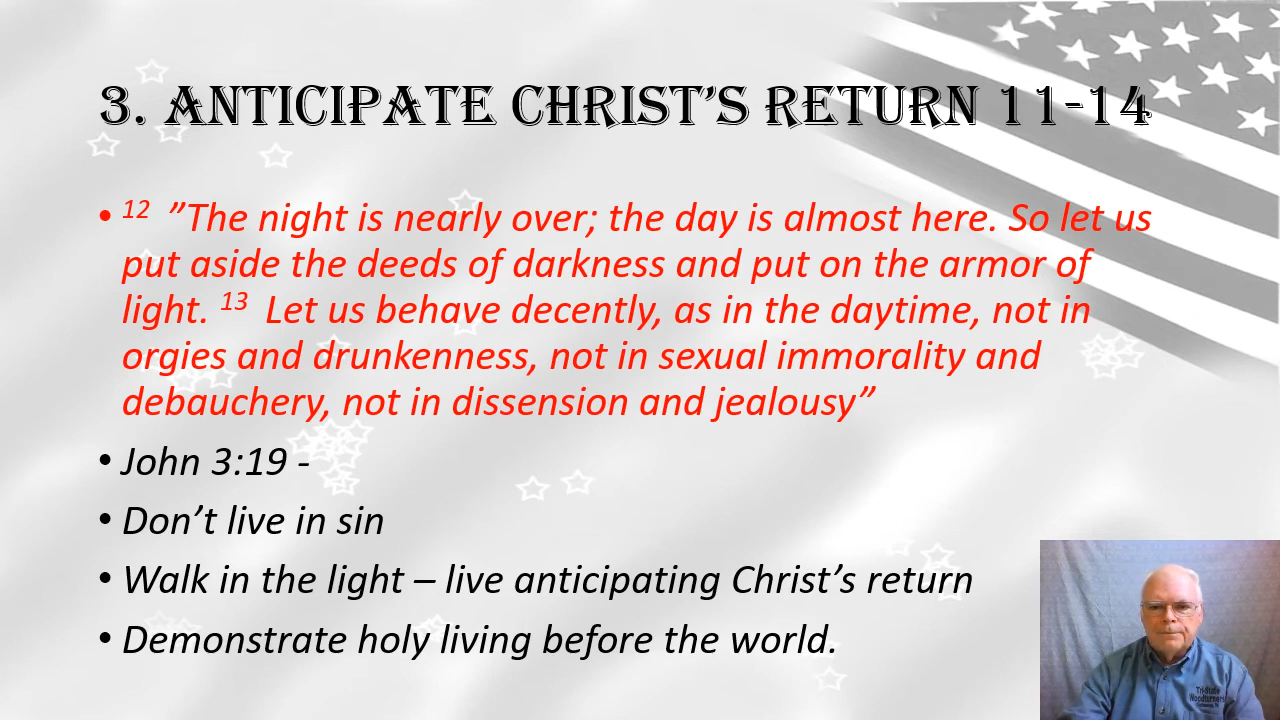 3. ANTICIPATE CHRIST’S RETURN 11-14
• 12 ”The night is nearly over; the day is almost here. So let us
put aside the deeds of darkness and put on the armor of
light. 13 Let us behave decently, as in the daytime, not in
orgies and drunkenness, not in sexual immorality and
debauchery, not in dissension and jealousy”
• John 3:19 -
• Don’t live in sin
• Walk in the light – live anticipating Christ’s return
• Demonstrate holy living before the world.
Tri-State
Woodturners